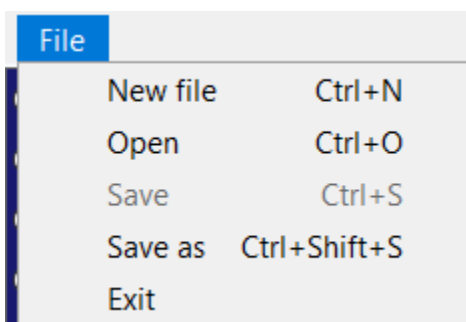 File
New file Ctrl+N
Open Ctrl+O
Save Ctrl+S
Save as Ctrl+Shift+S
Exit